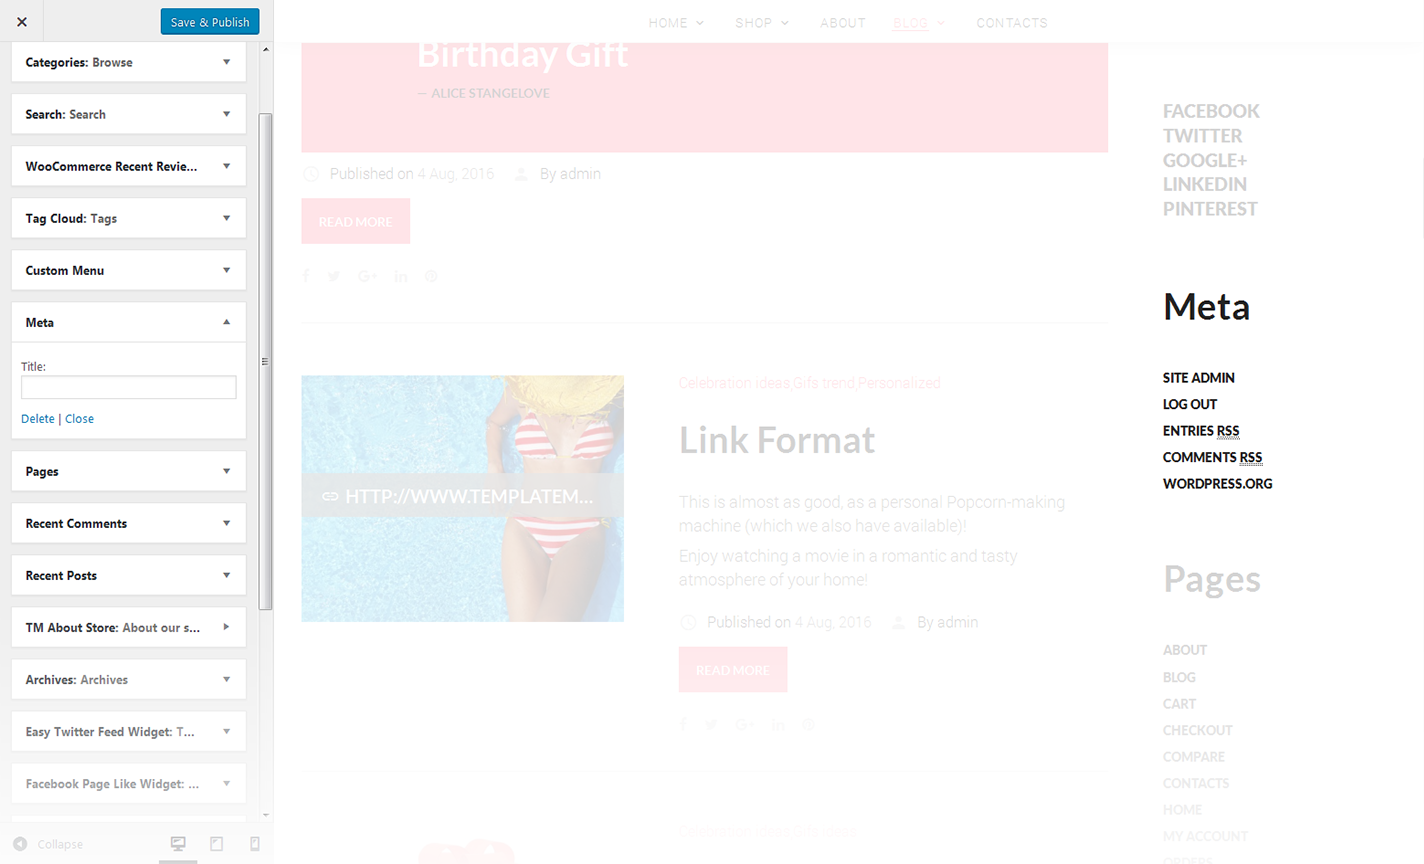 Save & Publish
Categories: Browse
Search: Search
WooCommerce Recent Revie...
Tag Cloud: Tags
Custom Menu
Meta
Title:
Delete | Close
Pages
Recent Comments
Recent Posts
TM About Store: About our s...
Archives: Archives
Easy Twitter Feed Widget: T...
Facebook Page Like Widget: ...
Collapse
HOME SHOP ABOUT BLOG CONTACTS
Birthday Gift
— ALICE STANGELOVE
Published on 4 Aug, 2016 By admin
READ MORE
Celebration ideas,Gifs trend,Personalized
Link Format
HTTP://WWW.TEMPLATEM...
This is almost as good, as a personal Popcorn-making
machine (which we also have available)!
Enjoy watching a movie in a romantic and tasty
atmosphere of your home!
Published on 4 Aug, 2016 By admin
READ MORE
FACEBOOK
TWITTER
GOOGLE+
LINKEDIN
PINTEREST
Meta
SITE ADMIN
LOG OUT
ENTRIES RSS
COMMENTS RSS
WORDPRESS.ORG
Pages
ABOUT
BLOG
CART
CHECKOUT
COMPARE
CONTACTS
HOME
MY ACCOUNT
ORDERS